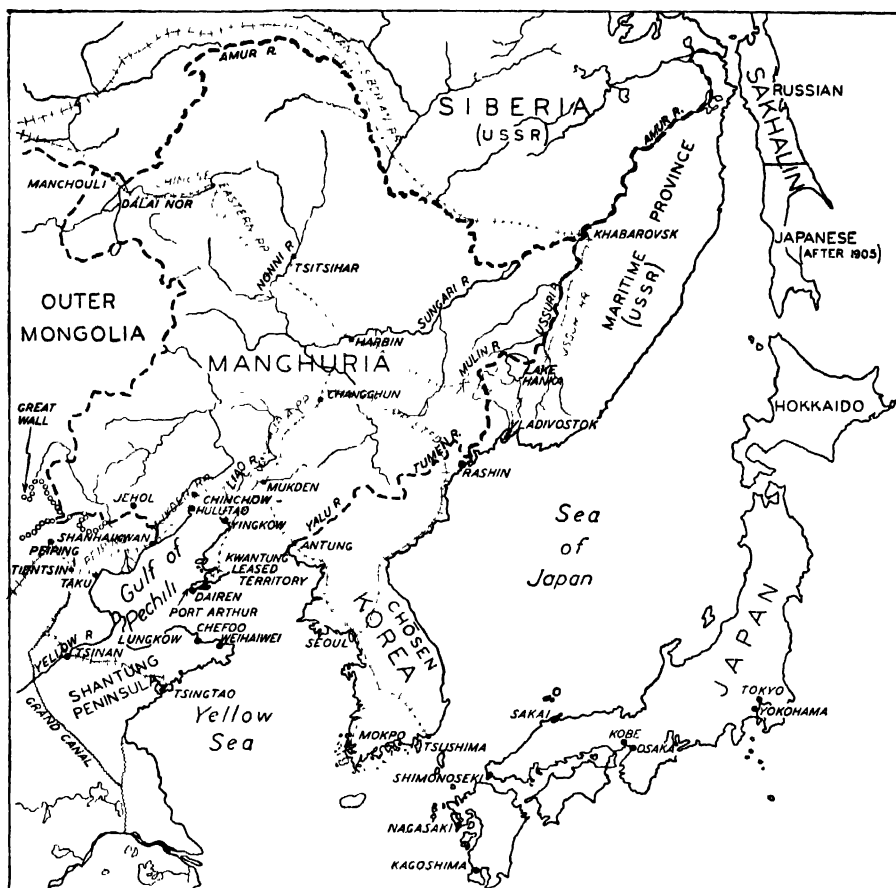 AMUR R.
SIBERIA
(USSR)
RUSSIAN
SAKHALIN
AMUR R.
MANCHOULI
CHINESE
EASTERN RR
DALAI NOR
KHABAROVSK
MARITIME PROVINCE
(USSR)
JAPANESE
(AFTER 1905)
NONNI R
TSITSIHAR
SUNGARI R
USSURI R
OUTER
MONGOLIA
HARBIN
MULIN R
MANCHURIA
LAKE
HANKA
CHANGCHUN
HOKKAIDO
GREAT
WALL
VLADIVOSTOK
TUMEN R.
RASHIN
LIAO R
MUKDEN
JEHOL
CHINCHOW
HULUTAO
YINGKOW
YALU R
SHANHAIKWAN
PEIPING
TIENTSIN
TAKU
ANTUNG
Sea
of
Japan
KWANTUNG
LEASED
TERRITORY
Gulf of
Pechili
DAIREN
PORT ARTHUR
CHŌSEN
KOREA
JAPAN
CHEFOO
LUNGKOW
WEIHAIWEI
SEOUL
YELLOW R
TSINAN
SHANTUNG
PENINSULA
TSINGTAO
GRAND CANAL
Yellow
Sea
TOKYO
YOKOHAMA
SAKAI
MOKPO
TSUSHIMA
KOBE
OSAKA
SHIMONOSEKI
NAGASAKI
KAGOSHIMA